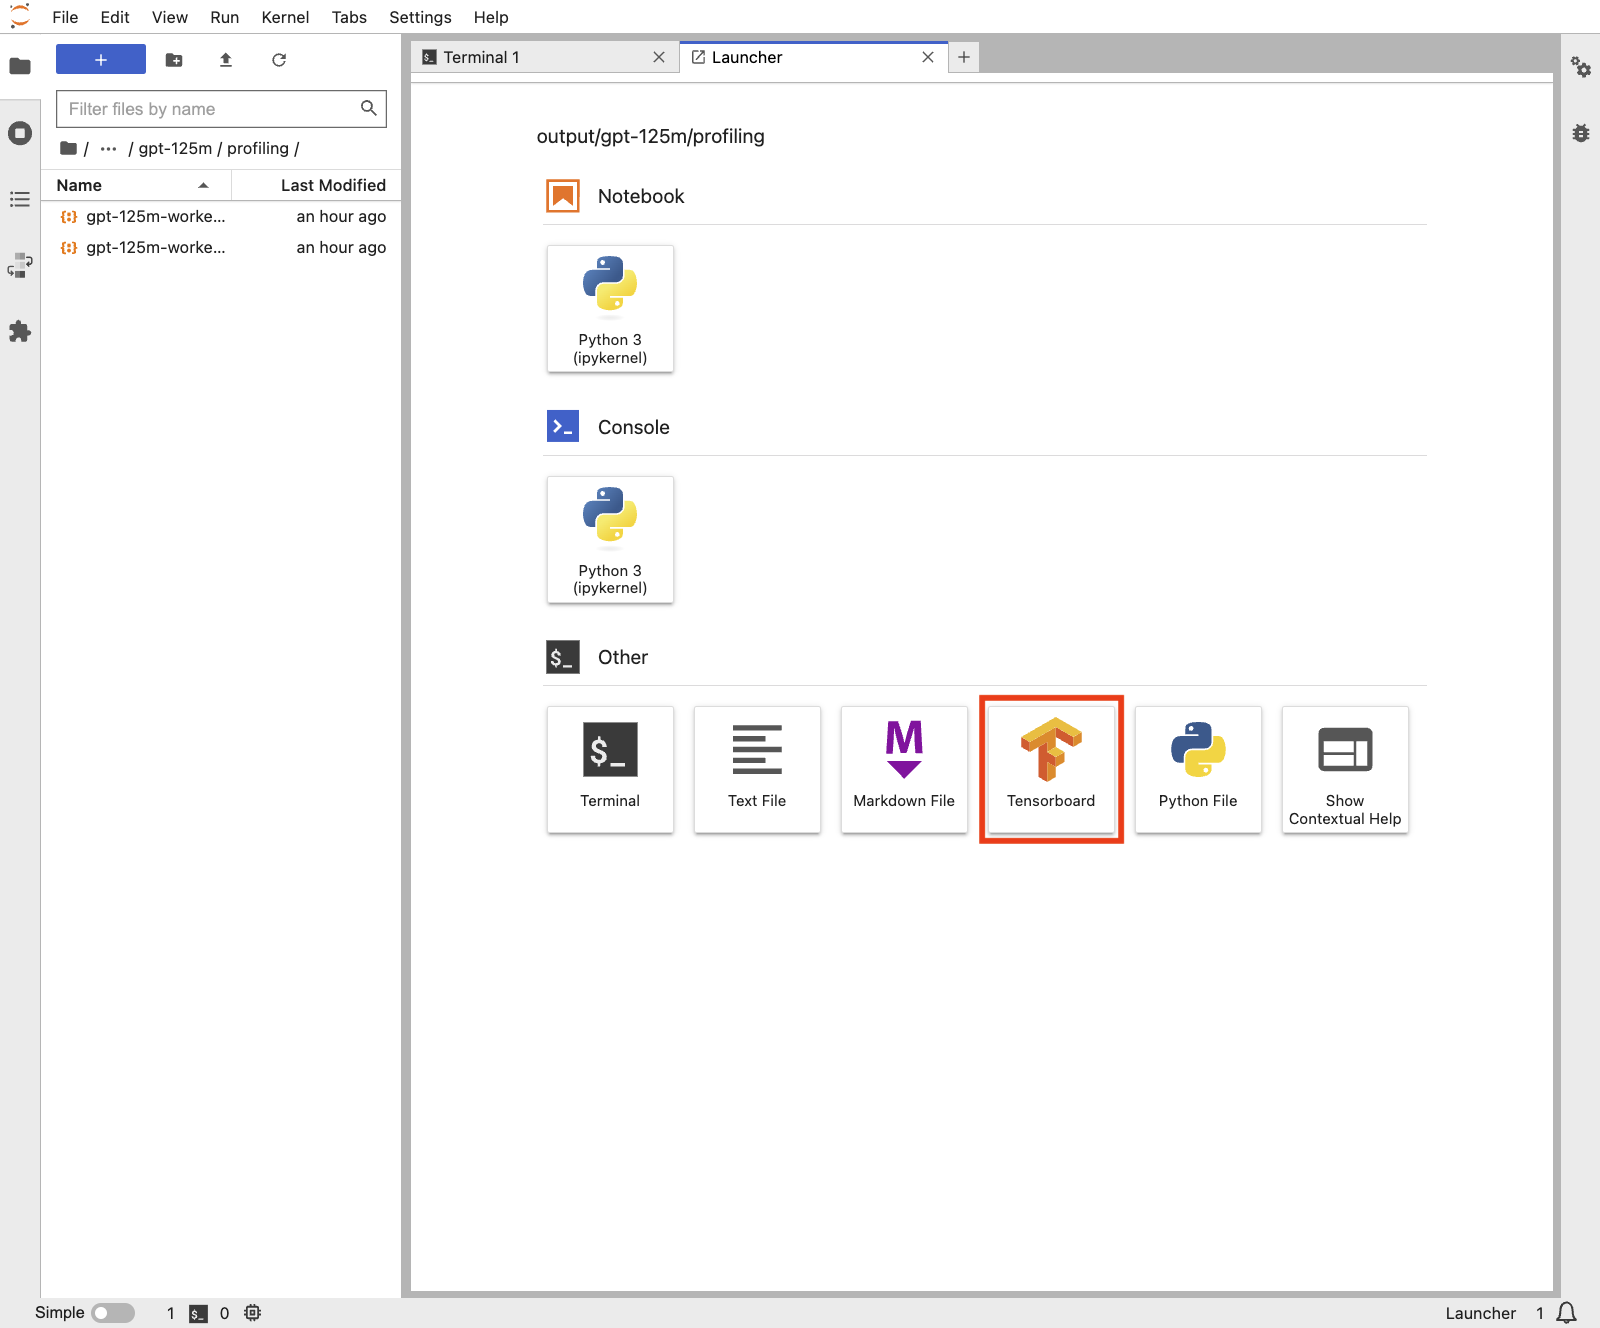 File Edit View Run Kernel Tabs Settings Help
+
Filter files by name
/ ··· / gpt-125m / profiling /
Name Last Modified
gpt-125m-worke... an hour ago
gpt-125m-worke... an hour ago
$_ Terminal 1
Launcher
+
output/gpt-125m/profiling
Notebook
Python 3
(ipykernel)
>_ Console
Python 3
(ipykernel)
$_ Other
$_
Terminal
Text File
M
Markdown File
Tensorboard
Python File
Show
Contextual Help
Simple 1 $_ 0 Launcher 1